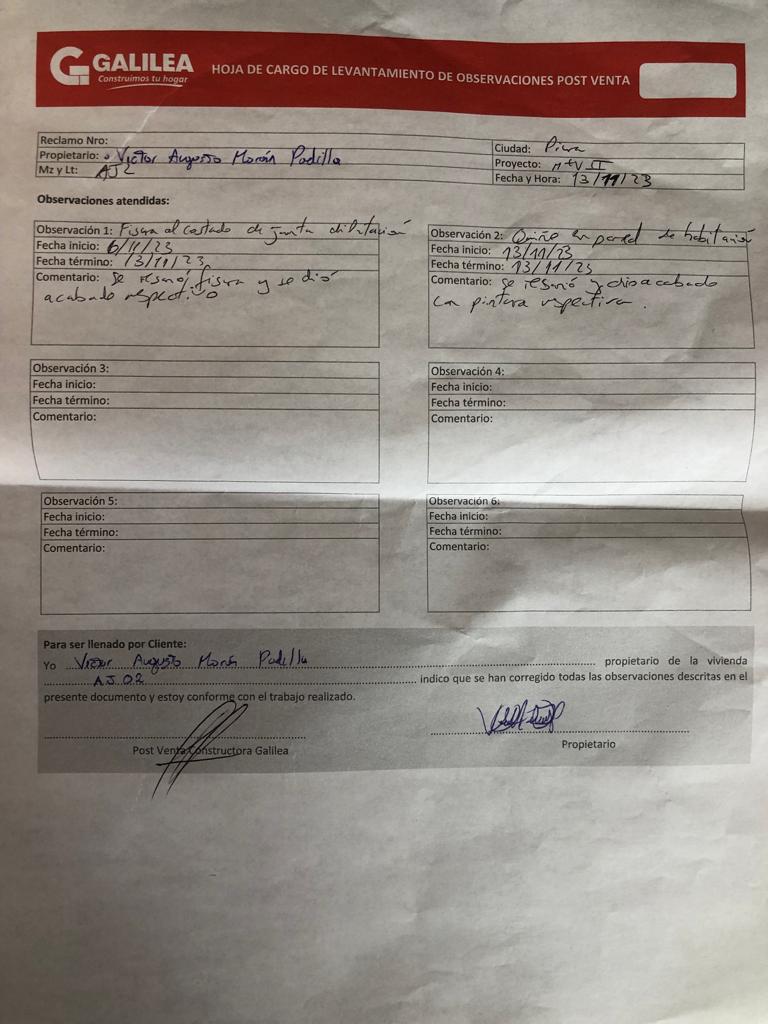 GALILEA
Construimos tu hogar
HOJA DE CARGO DE LEVANTAMIENTO DE OBSERVACIONES POST VENTA
Reclamo Nro:
Propietario: Victor Augusto Morán Padilla
Mz y Lt: AJ2
Ciudad: Piura
Proyecto: MtV II
Fecha y Hora: 13/11/23
Observaciones atendidas:
Observación 1: Fisura al costado de junta dilatación
Fecha inicio: 6/11/23
Fecha término: 13/11/23
Comentario: se resanó fisura y se dió
acabado respectivo
Observación 2: Quiñe en pared de habitación
Fecha inicio: 13/11/23
Fecha término: 13/11/23
Comentario: se resanó y dio acabado
con pintura respectiva.
Observación 3:
Fecha inicio:
Fecha término:
Comentario:
Observación 4:
Fecha inicio:
Fecha término:
Comentario:
Observación 5:
Fecha inicio:
Fecha término:
Comentario:
Observación 6:
Fecha inicio:
Fecha término:
Comentario:
Para ser llenado por Cliente:
Yo Victor Augusto Morán Padilla propietario de la vivienda
AJ02 indico que se han corregido todas las observaciones descritas en el
presente documento y estoy conforme con el trabajo realizado.
Post Venta Constructora Galilea
Propietario